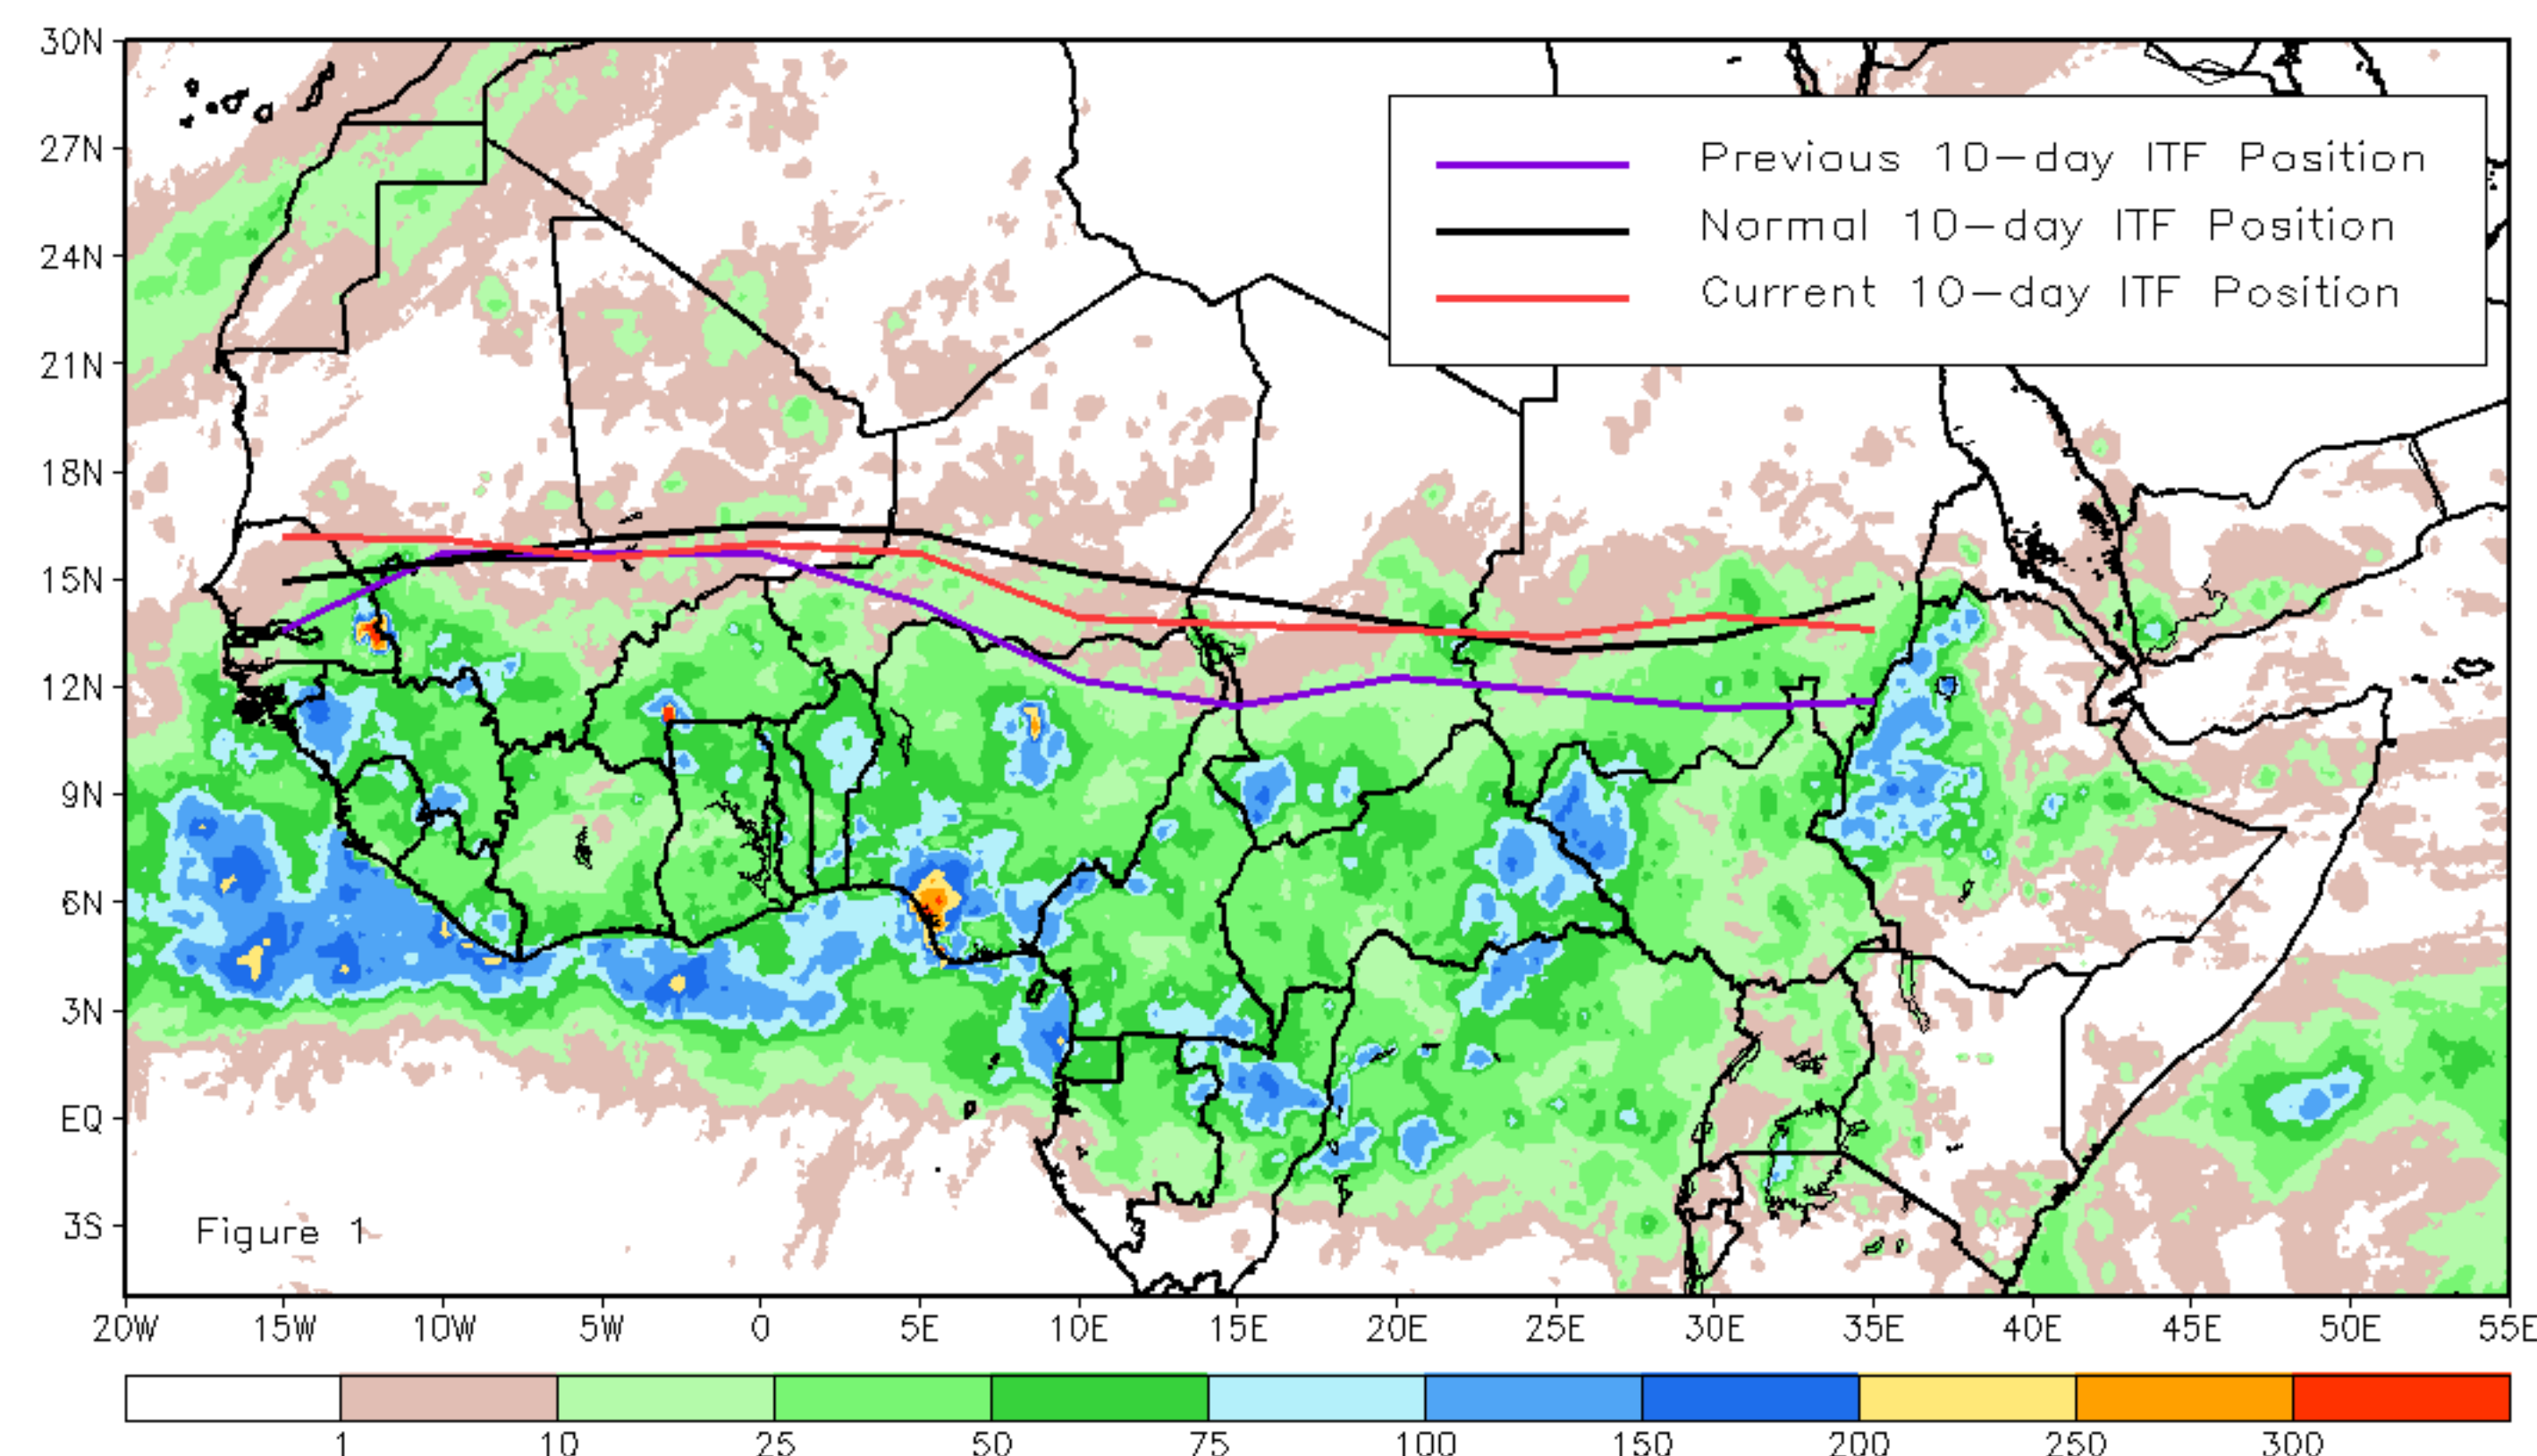 30N
Previous 10-day ITF Position
27N
Normal 10-day ITF Position
24N
Current 10-day ITF Position
21N
18N
15N
12N
9N
6N
3N
EQ
3S
Figure 1
20W 15W 10W 5W 0 5E 10E 15E 20E 25E 30E 35E 40E 45E 50E 55E
1 10 25 50 75 100 150 200 250 300